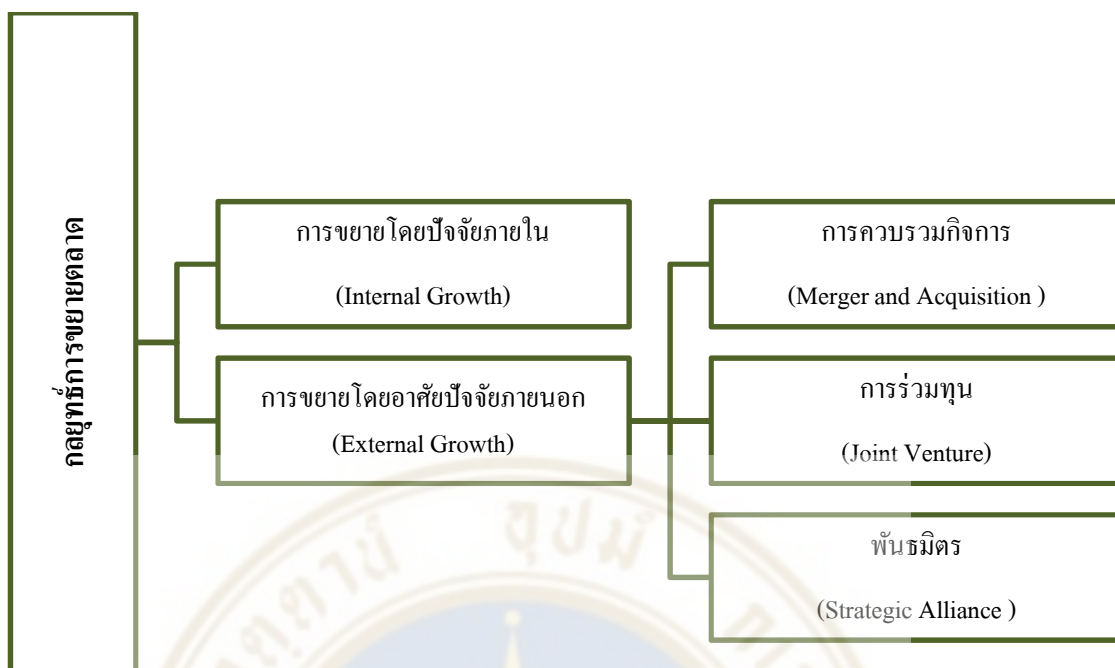 กลยุทธ์การขยายตลาด
การขยายโดยปัจจัยภายใน
(Internal Growth)
การขยายโดยอาศัยปัจจัยภายนอก
(External Growth)
การควบรวมกิจการ
(Merger and Acquisition )
การร่วมทุน
(Joint Venture)
พันธมิตร
(Strategic Alliance )
อุปมํ